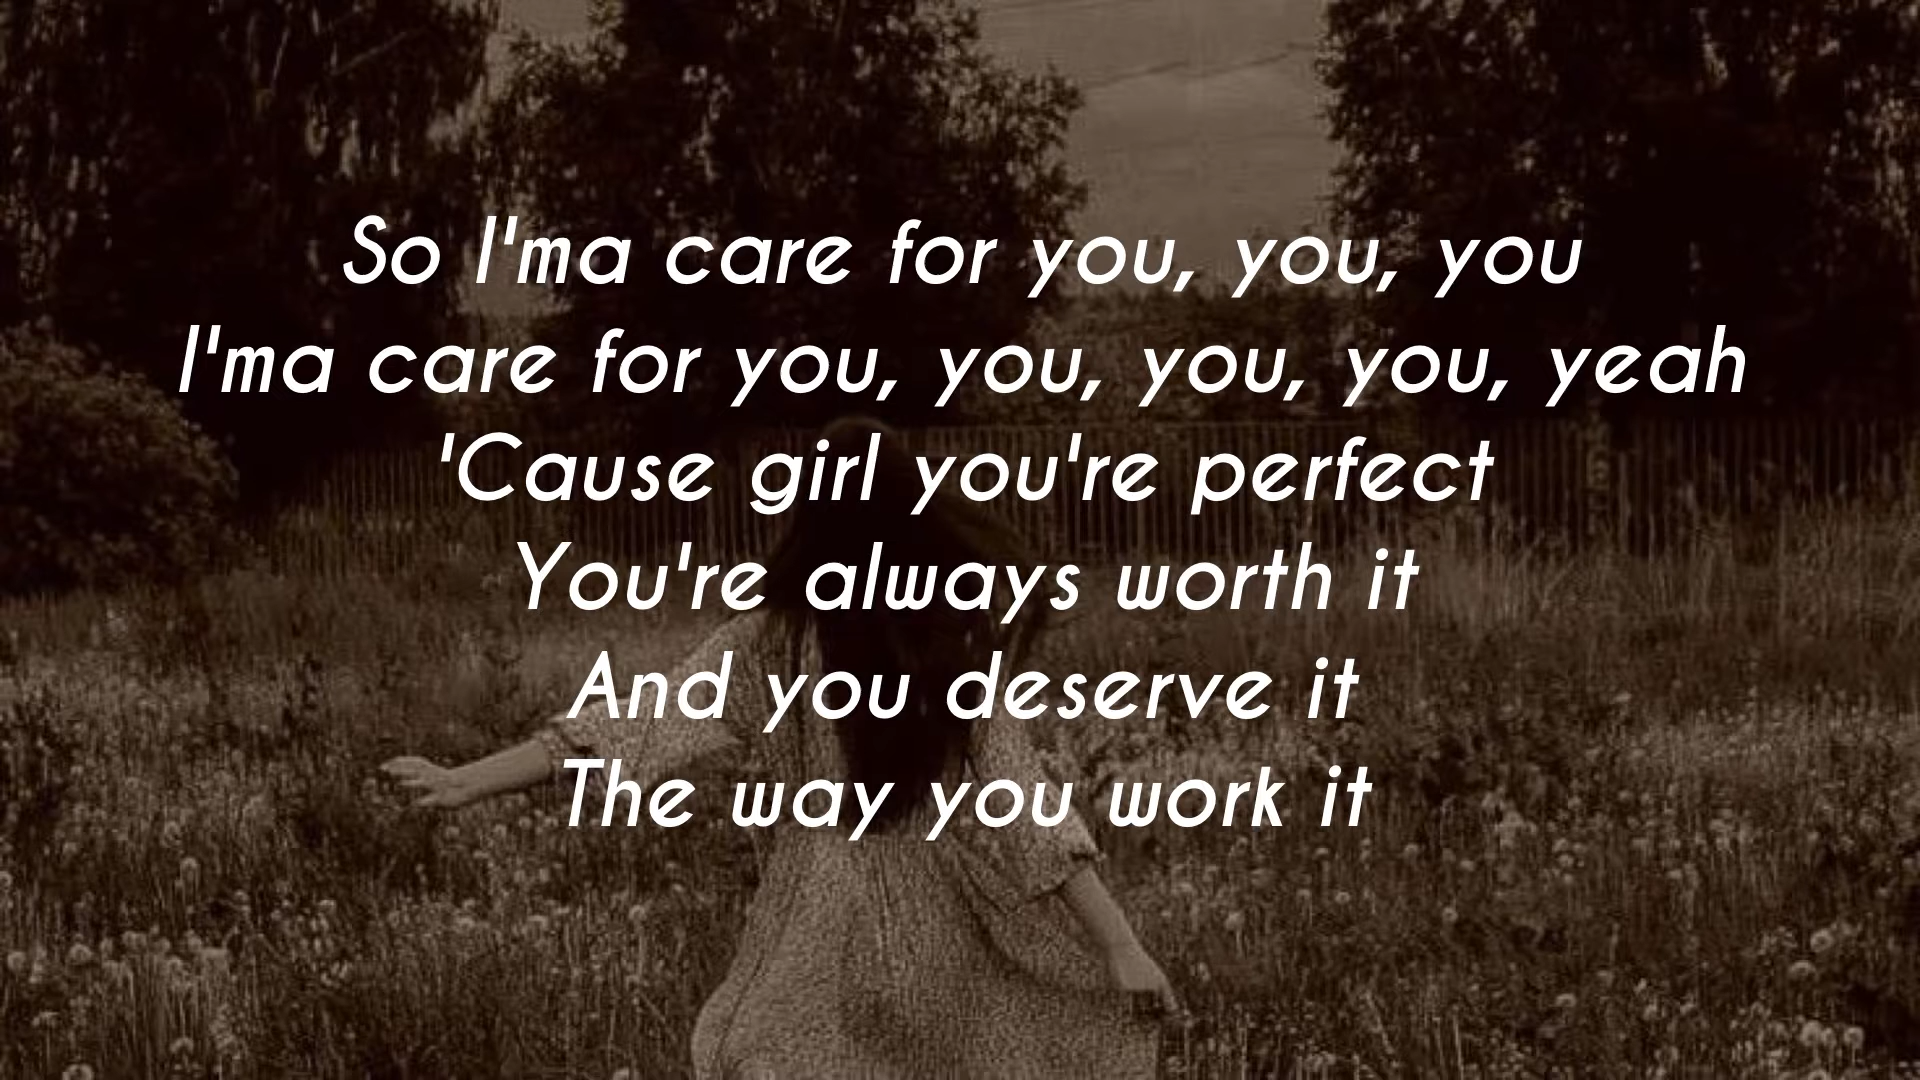 So I'ma care for you, you, you
I'ma care for you, you, you, you, yeah
'Cause girl you're perfect
You're always worth it
And you deserve it
The way you work it